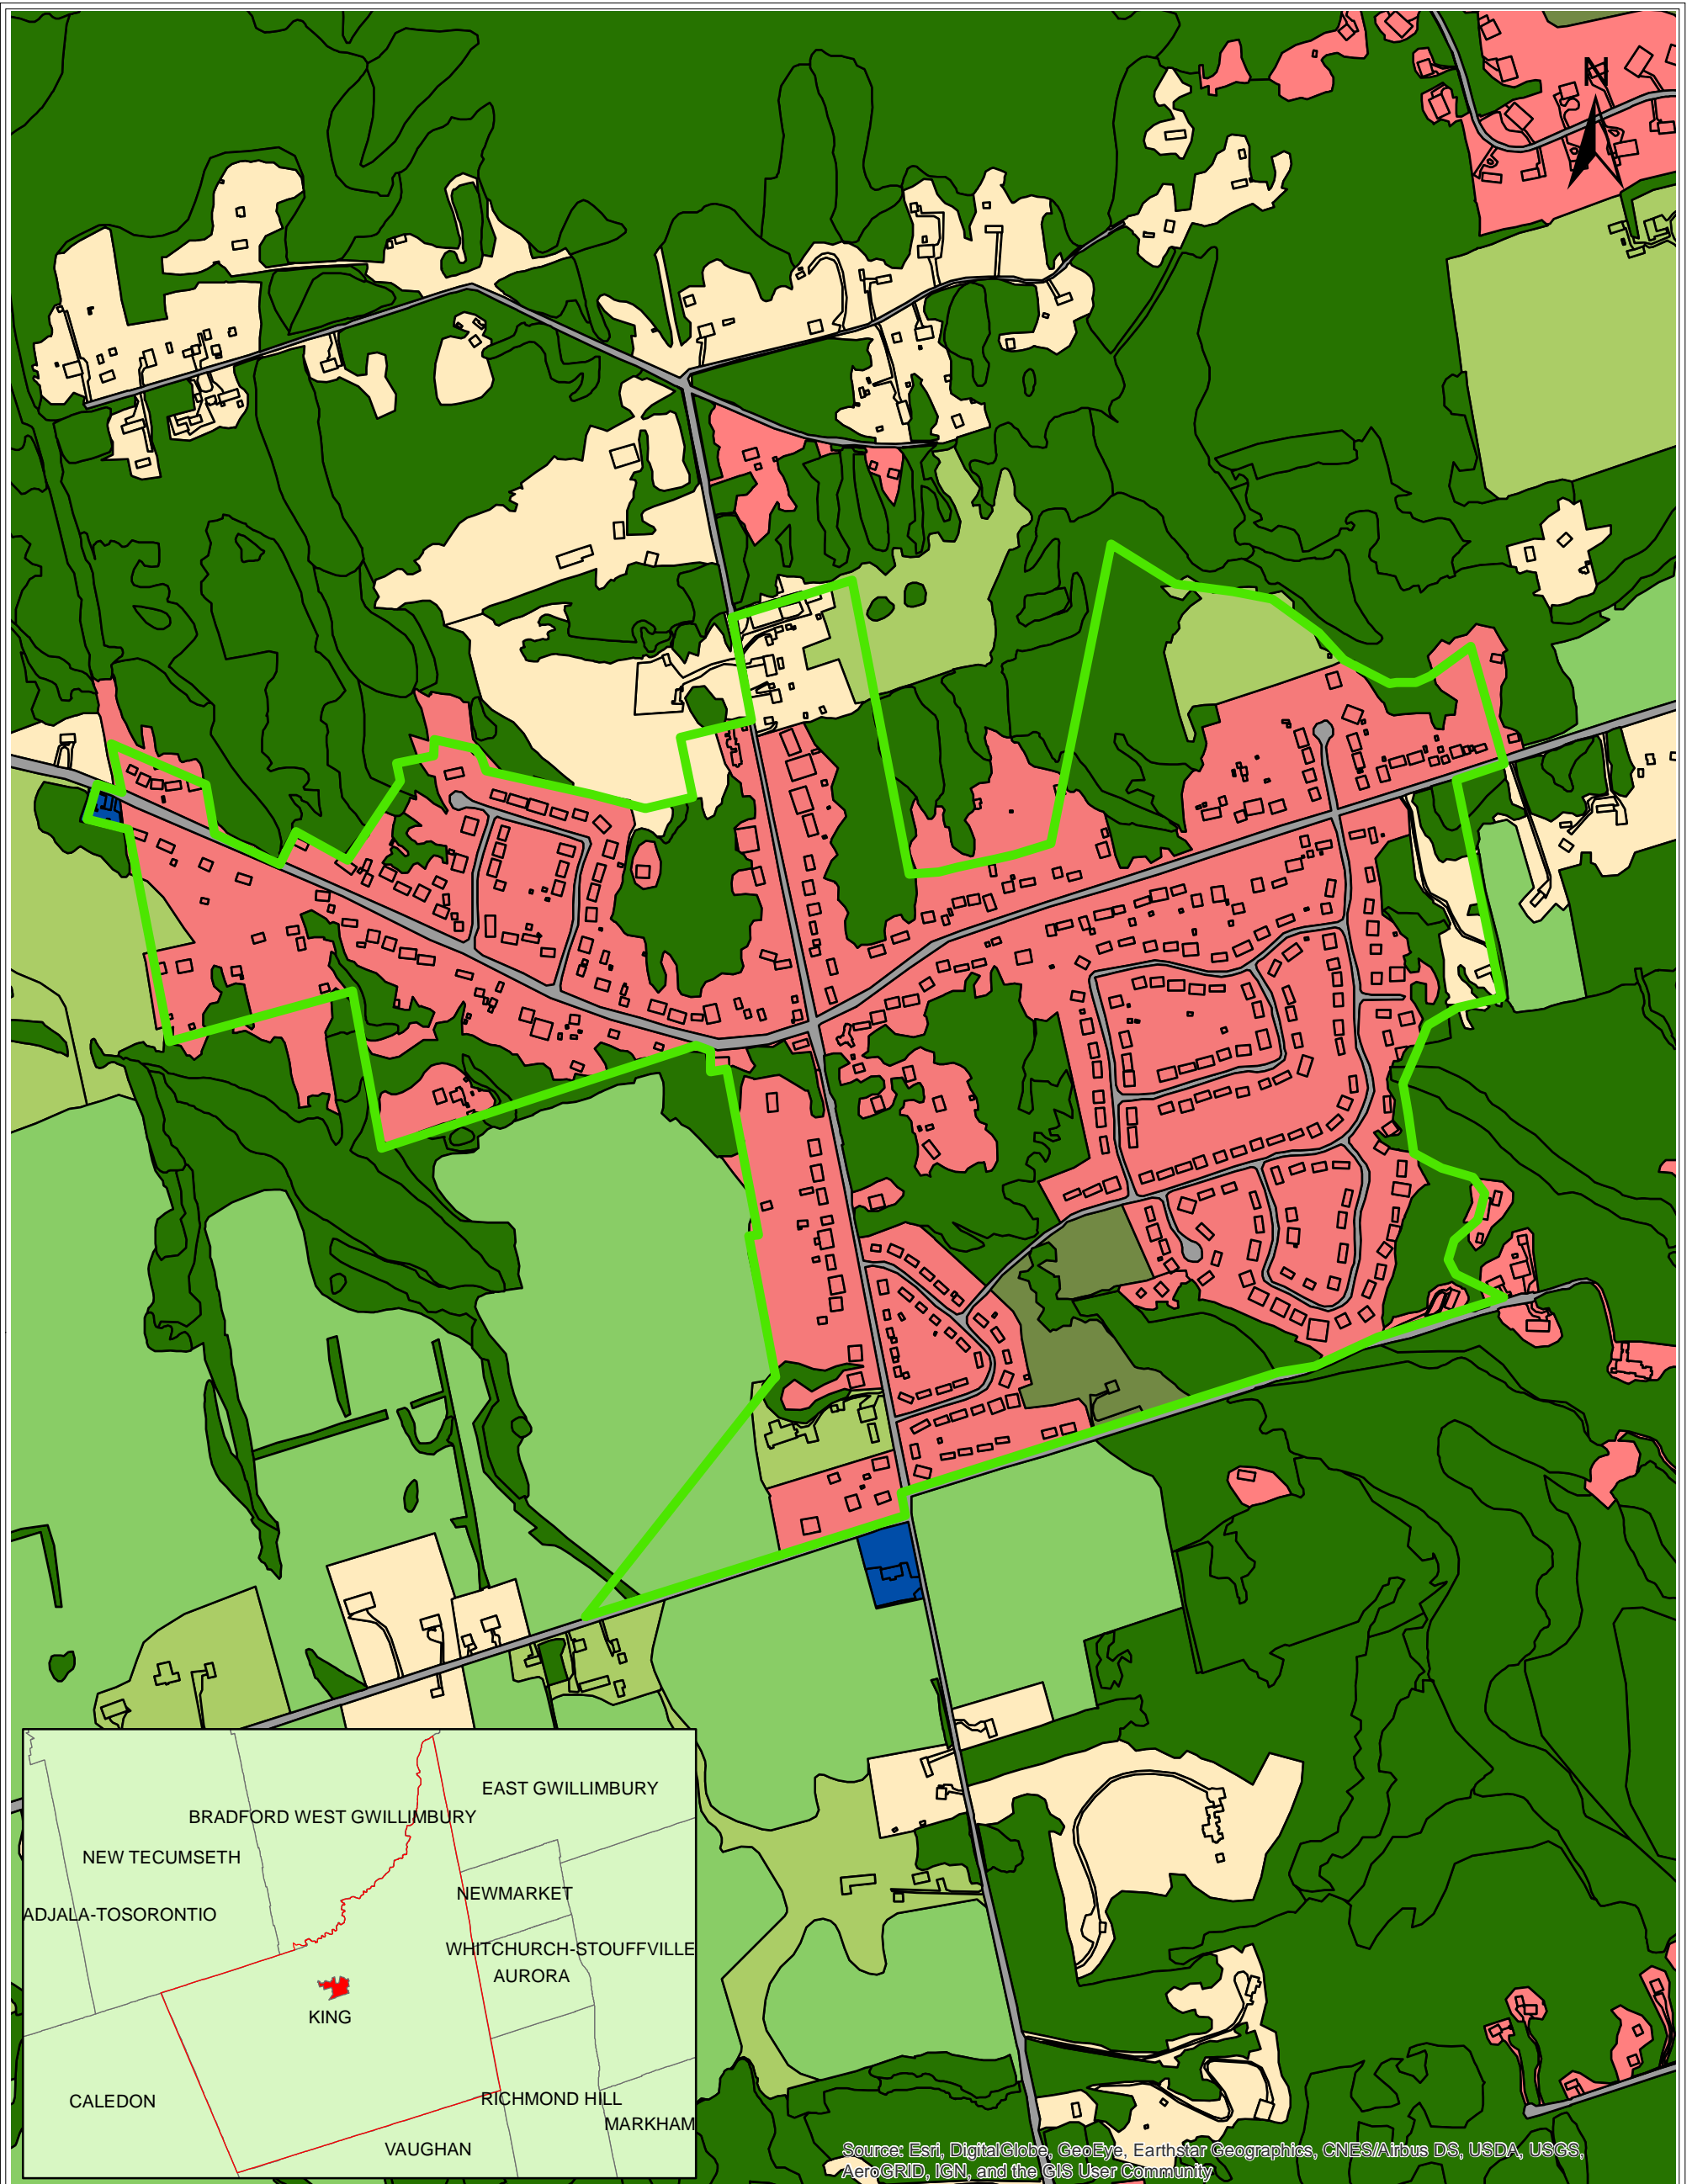 N
EAST GWILLIMBURY
BRADFORD WEST GWILLIMBURY
NEW TECUMSETH
NEWMARKET
ADJALA-TOSORONTIO
WHITCHURCH-STOUFFVILLE
AURORA
KING
CALEDON
RICHMOND HILL
MARKHAM
VAUGHAN
Source: Esri, DigitalGlobe, GeoEye, Earthstar Geographics, CNES/Airbus DS, USDA, USGS,
AeroGRID, IGN, and the GIS User Community